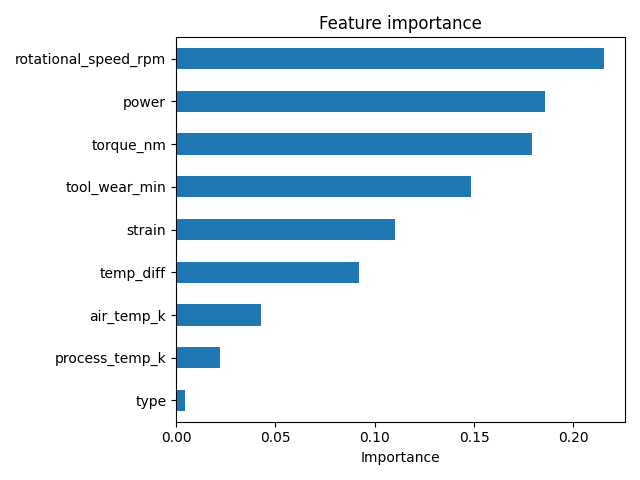 Feature importance
rotational_speed_rpm
power
torque_nm
tool_wear_min
strain
temp_diff
air_temp_k
process_temp_k
type
0.00 0.05 0.10 0.15 0.20
Importance